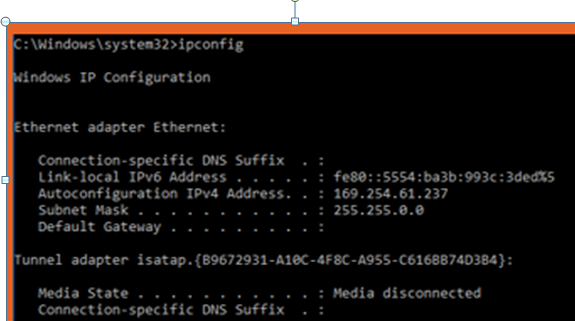 C:\Windows\system32>ipconfig
Windows IP Configuration
Ethernet adapter Ethernet:
Connection-specific DNS Suffix . :
Link-local IPv6 Address . . . . . : fe80::5554:ba3b:993c:3ded%5
Autoconfiguration IPv4 Address. . : 169.254.61.237
Subnet Mask . . . . . . . . . . . : 255.255.0.0
Default Gateway . . . . . . . . . :
Tunnel adapter isatap.{B9672931-A10C-4F8C-A955-C616BB74D3B4}:
Media State . . . . . . . . . . . : Media disconnected
Connection-specific DNS Suffix . :